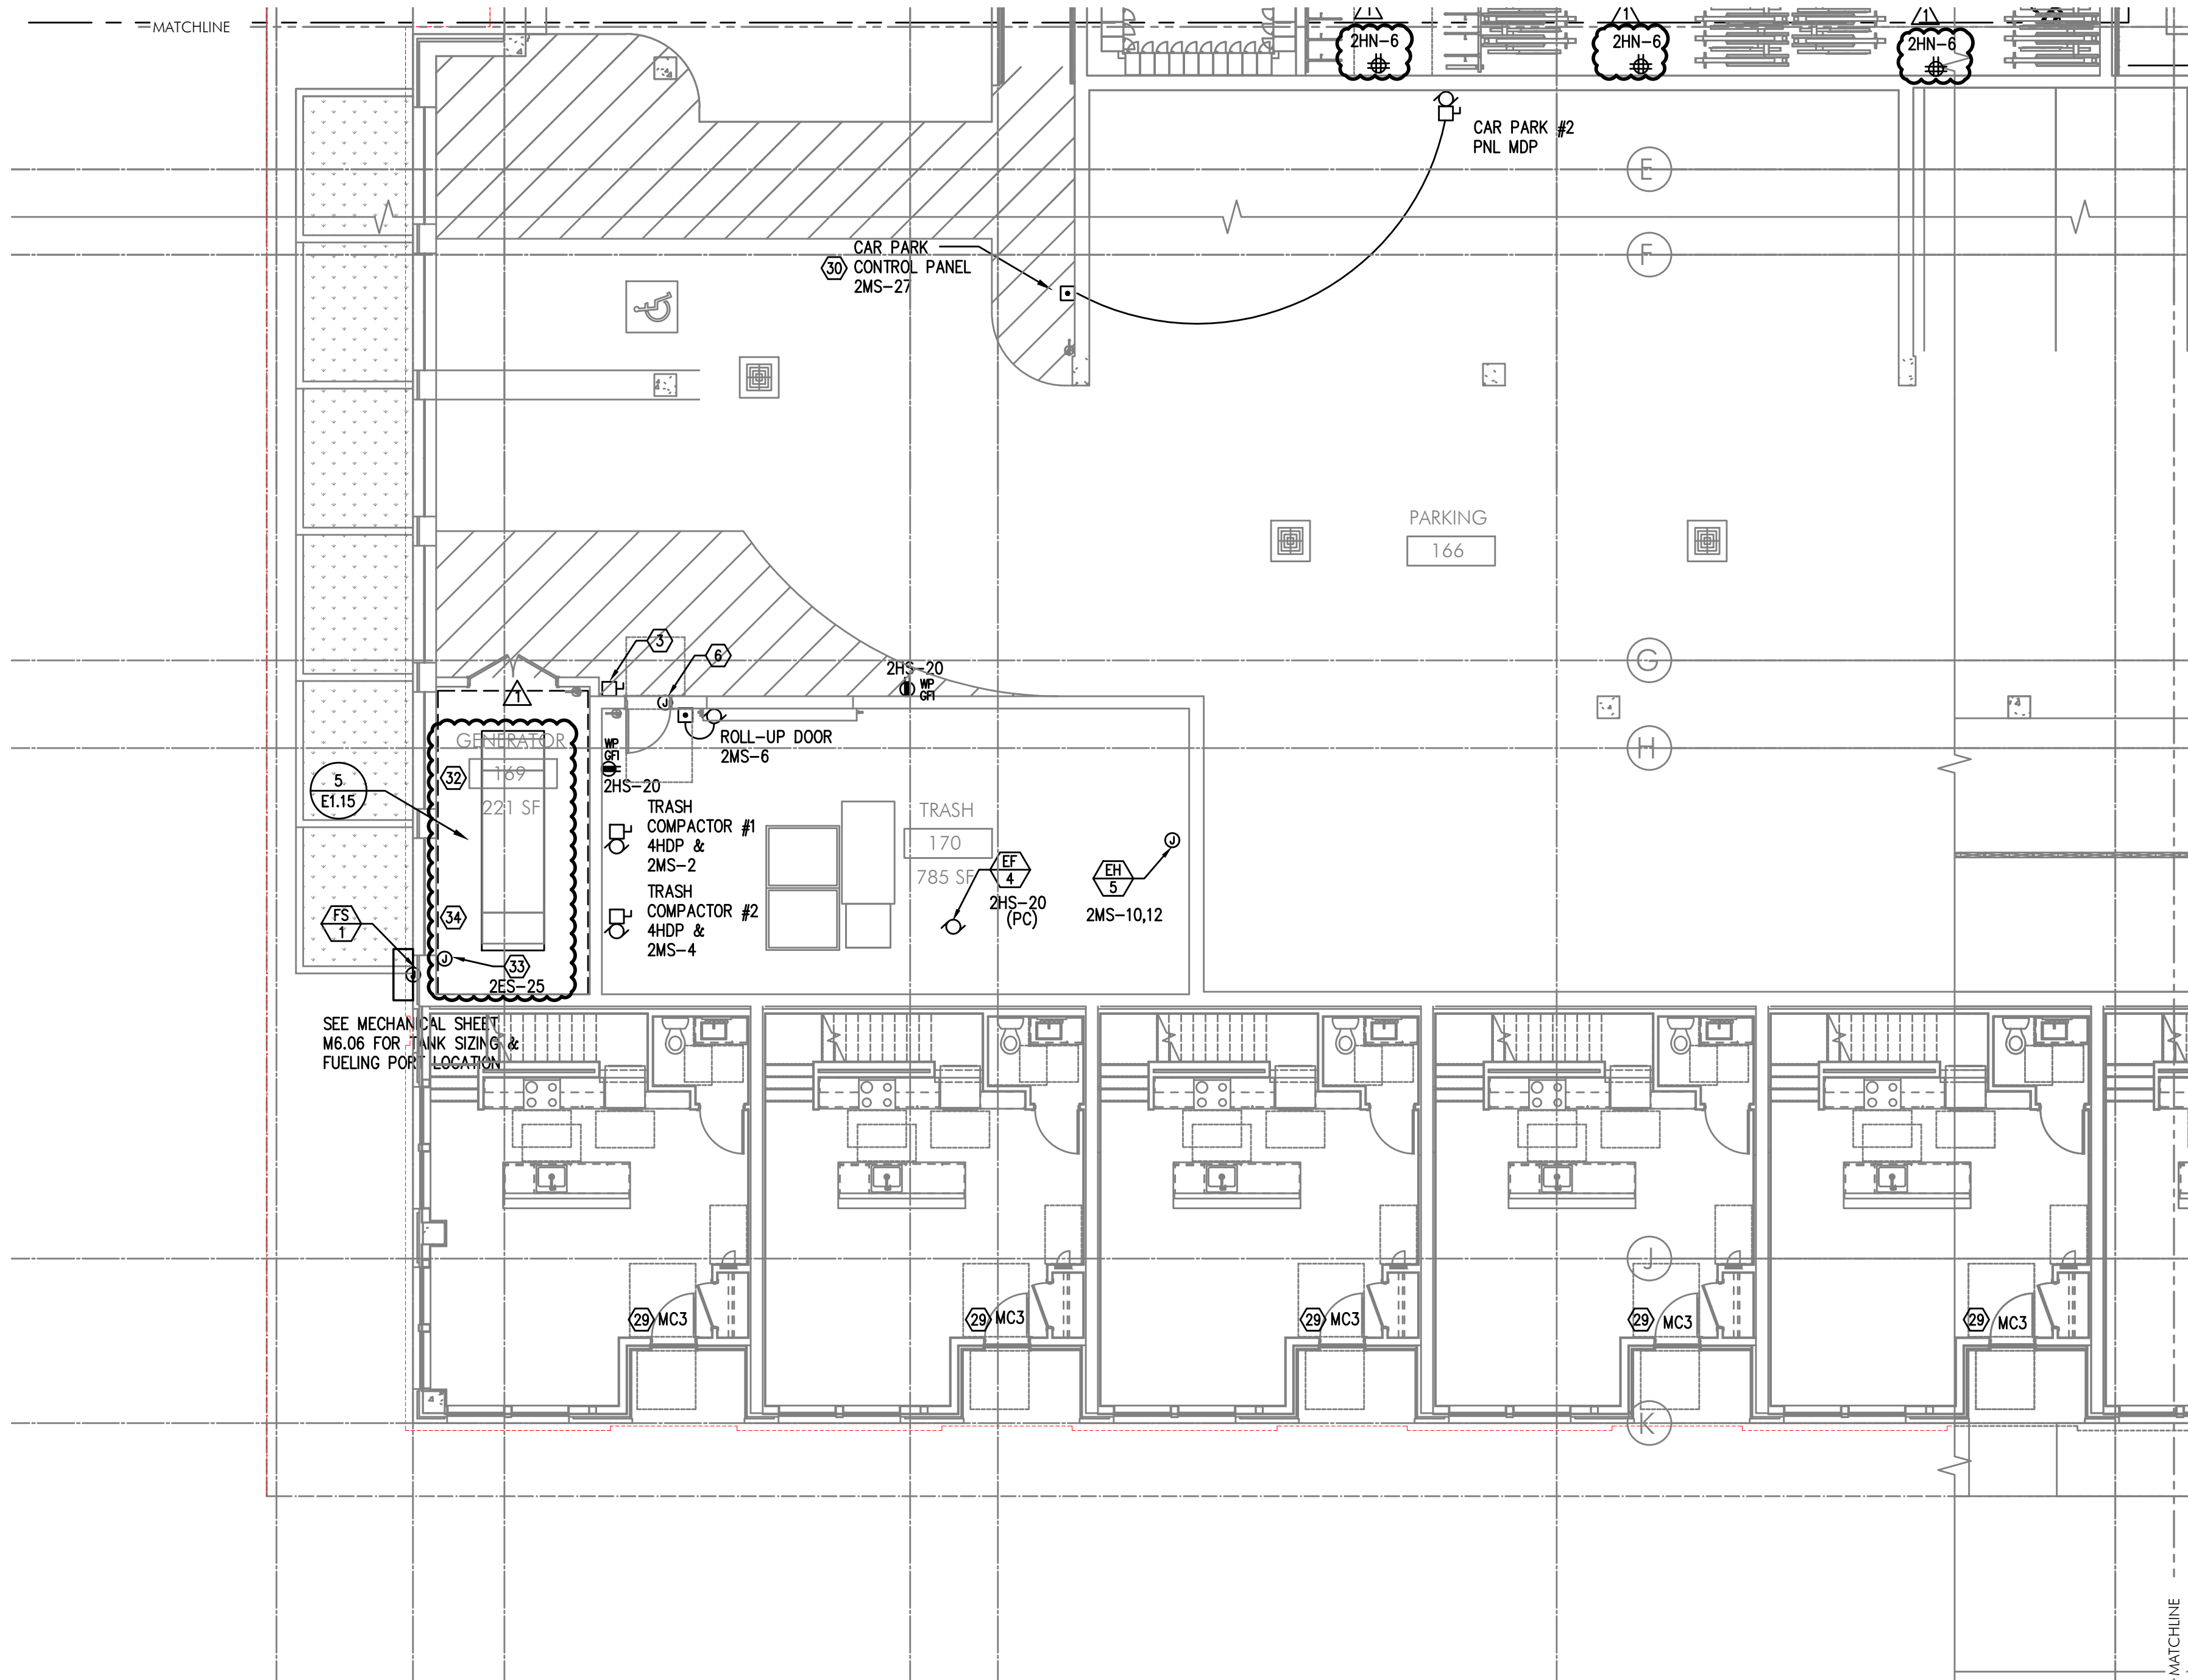 MATCHLINE
1
2HN-6
1
2HN-6
1
2HN-6
CAR PARK #2
PNL MDP
E
CAR PARK
30 CONTROL PANEL
2MS-27
F
PARKING
166
3
6
2HS-20
WP
GFI
G
1
ROLL-UP DOOR
2MS-6
H
GENERATOR
169
221 SF
32
5
E1.15
WP
GFI
2HS-20
TRASH
COMPACTOR #1
4HDP &
2MS-2
TRASH
COMPACTOR #2
4HDP &
2MS-4
TRASH
170
785 SF
EF
4
2HS-20
(PC)
J
EH
5
2MS-10,12
34
FS
1
J
J
33
2ES-25
J
SEE MECHANICAL SHEET
M6.06 FOR TANK SIZING &
FUELING PORT LOCATION
J
29 MC3
29 MC3
29 MC3
29 MC3
29 MC3
K
MATCHLINE